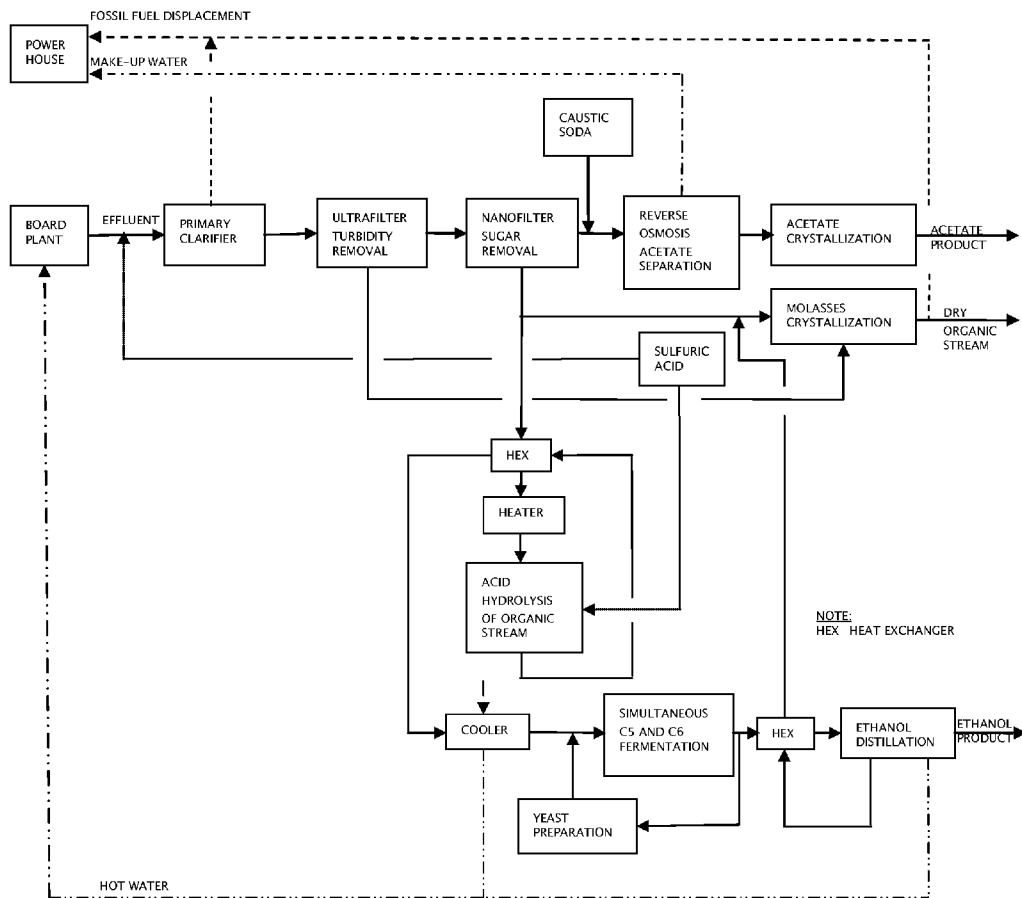 FOSSIL FUEL DISPLACEMENT
POWER
HOUSE
MAKE-UP WATER
CAUSTIC
SODA
BOARD
PLANT
EFFLUENT
PRIMARY
CLARIFIER
ULTRAFILTER
TURBIDITY
REMOVAL
NANOFILTER
SUGAR
REMOVAL
REVERSE
OSMOSIS
ACETATE
SEPARATION
ACETATE
CRYSTALLIZATION
ACETATE
PRODUCT
MOLASSES
CRYSTALLIZATION
DRY
ORGANIC
STREAM
SULFURIC
ACID
HEX
HEATER
ACID
HYDROLYSIS
OF ORGANIC
STREAM
NOTE:
HEX HEAT EXCHANGER
COOLER
SIMULTANEOUS
C5 AND C6
FERMENTATION
HEX
ETHANOL
DISTILLATION
ETHANOL
PRODUCT
YEAST
PREPARATION
HOT WATER